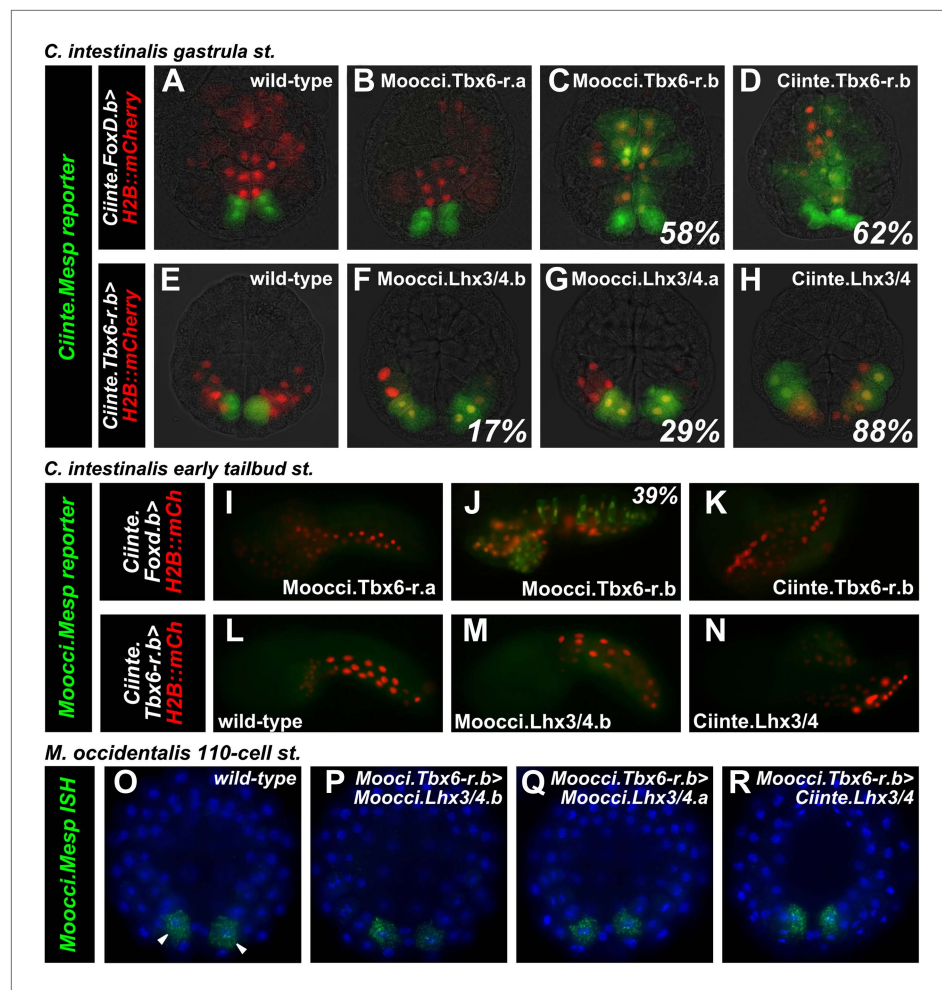 C. intestinalis gastrula st.
Ciinte.Mesp reporter
Ciinte.FoxD.b>
H2B::mCherry
A
wild-type
B
Moocci.Tbx6-r.a
C
Moocci.Tbx6-r.b
58%
D
Ciinte.Tbx-r.b
62%
Ciinte.Tbx6-r.b>
H2B::mCherry
E
wild-type
F
Moocci.Lhx3/4.b
17%
G
Moocci.Lhx3/4.a
29%
H
Ciinte.Lhx3/4
88%
C. intestinalis early tailbud st.
Moocci.Mesp reporter
Ciinte.
Foxd.b>
H2B::mCh
I
Moocci.Tbx6-r.a
J
39%
Moocci.Tbx6-r.b
K
Ciinte.Tbx6-r.b
Ciinte.
Tbx6-r.b>
H2B::mCh
L
wild-type
M
Moocci.Lhx3/4.b
N
Ciinte.Lhx3/4
M. occidentalis 110-cell st.
Moocci.Mesp ISH
O
wild-type
P
Mooci.Tbx6-r.b>
Moocci.Lhx3/4.b
Q
Moocci.Tbx6-r.b>
Moocci.Lhx3/4.a
R
Moocci.Tbx6-r.b>
Ciinte.Lhx3/4